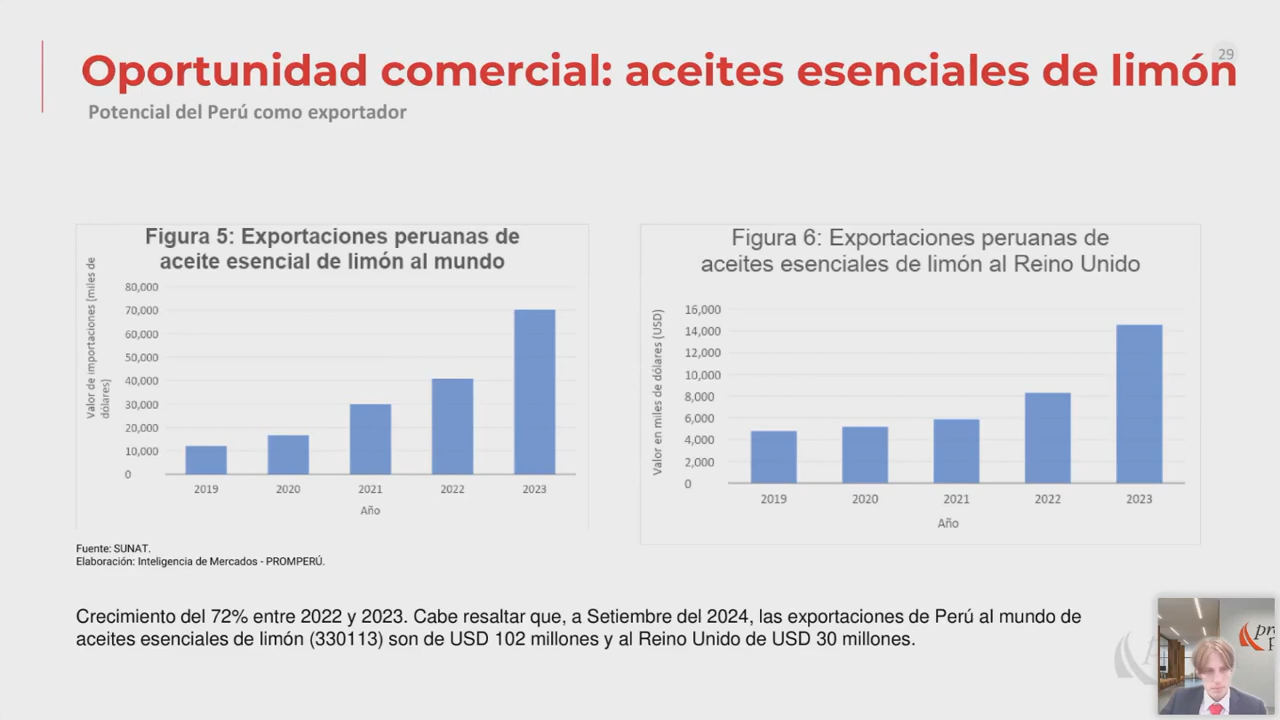 29
Oportunidad comercial: aceites esenciales de limón
Potencial del Perú como exportador
Figura 5: Exportaciones peruanas de
aceite esencial de limón al mundo
Valor de importaciones (miles de
dólares)
80,000
70,000
60,000
50,000
40,000
30,000
20,000
10,000
0
2019 2020 2021 2022 2023
Año
Figura 6: Exportaciones peruanas de
aceites esenciales de limón al Reino Unido
Valor en miles de dólares (USD)
16,000
14,000
12,000
10,000
8,000
6,000
4,000
2,000
0
2019 2020 2021 2022 2023
Año
Fuente: SUNAT.
Elaboración: Inteligencia de Mercados - PROMPERÚ.
Crecimiento del 72% entre 2022 y 2023. Cabe resaltar que, a Setiembre del 2024, las exportaciones de Perú al mundo de
aceites esenciales de limón (330113) son de USD 102 millones y al Reino Unido de USD 30 millones.